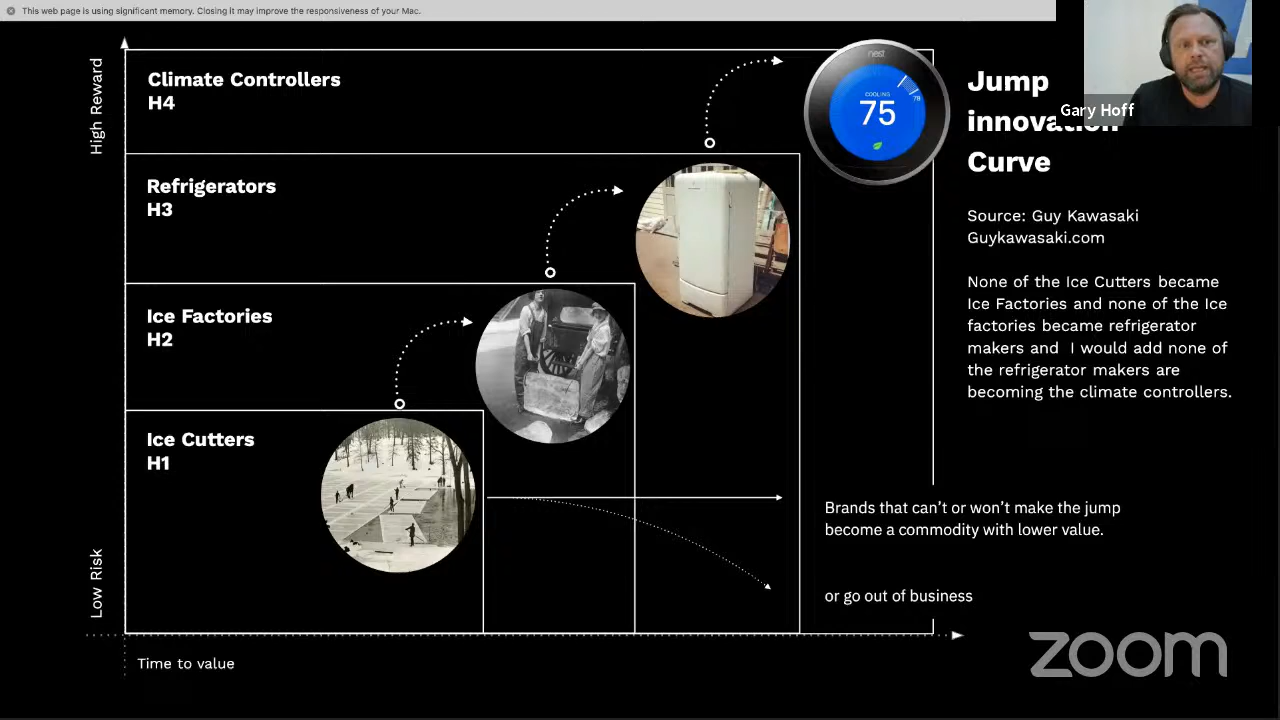 This web page is using significant memory. Closing it may improve the responsiveness of your Mac.
High Reward
Low Risk
Climate Controllers
H4
Refrigerators
H3
Ice Factories
H2
Ice Cutters
H1
nest
COOLING
75
78
Jump
innovation
Curve
Gary Hoff
Source: Guy Kawasaki
Guykawasaki.com
None of the Ice Cutters became
Ice Factories and none of the Ice
factories became refrigerator
makers and I would add none of
the refrigerator makers are
becoming the climate controllers.
Brands that can’t or won’t make the jump
become a commodity with lower value.
or go out of business
Time to value
zoom